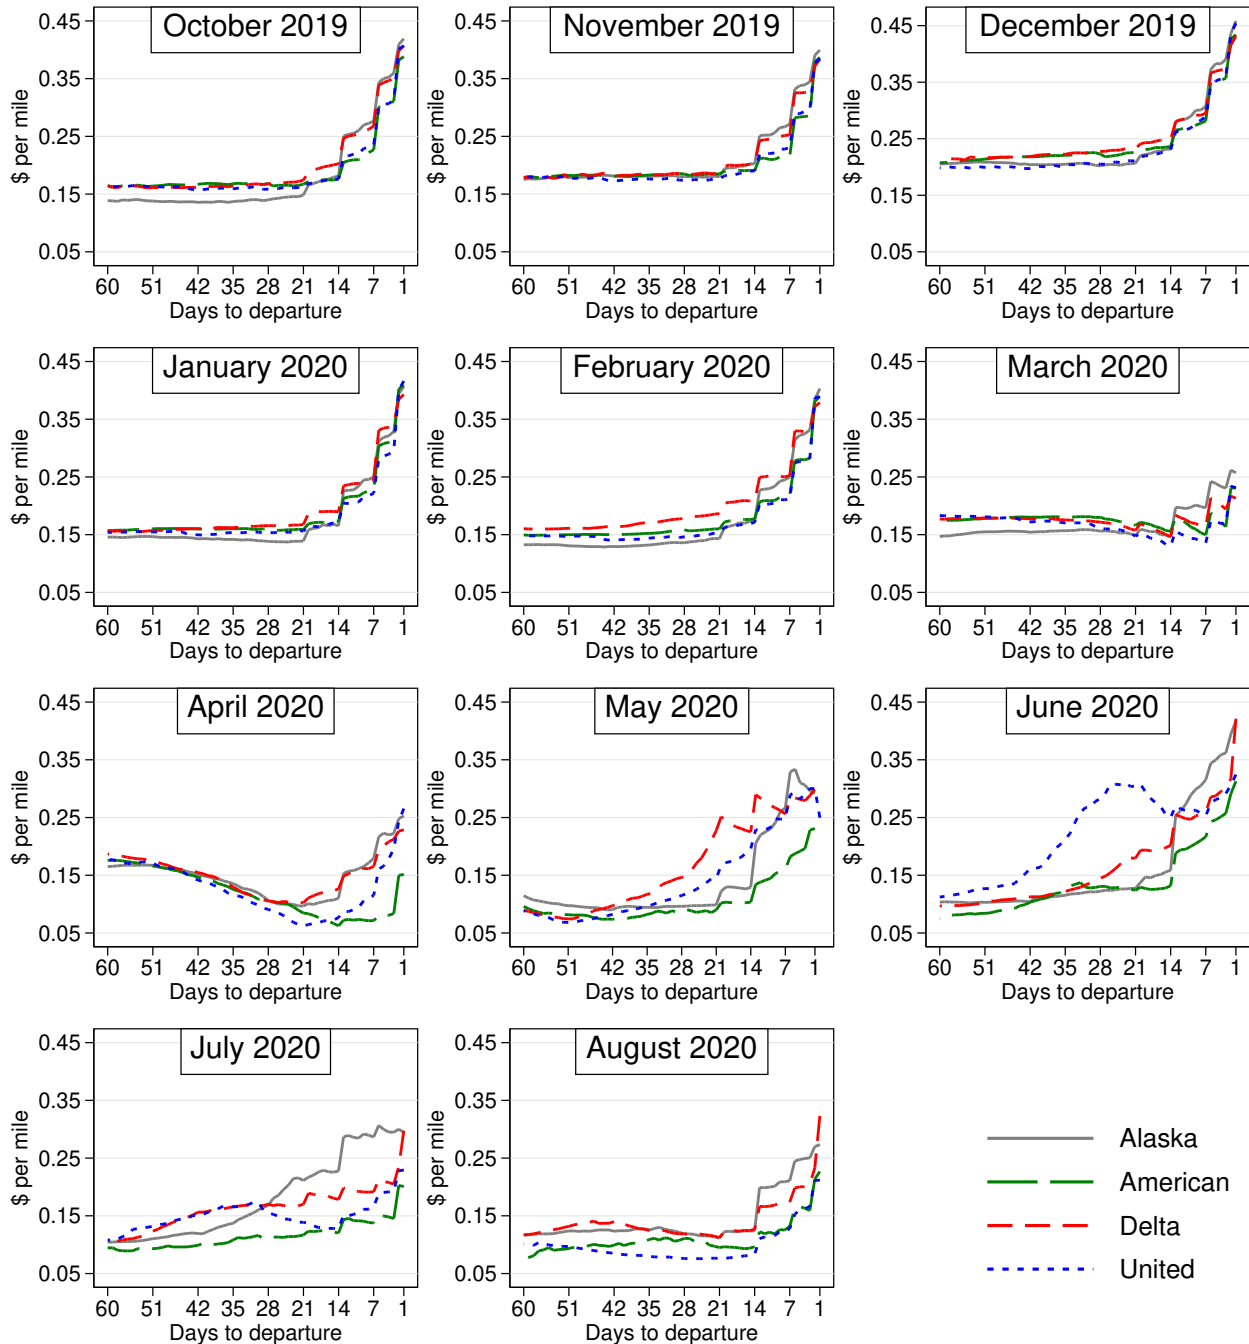 October 2019
$ per mile
0.45
0.35
0.25
0.15
0.05
60 51 42 35 28 21 14 7 1
Days to departure
November 2019
$ per mile
0.45
0.35
0.25
0.15
0.05
60 51 42 35 28 21 14 7 1
Days to departure
December 2019
$ per mile
0.45
0.35
0.25
0.15
0.05
60 51 42 35 28 21 14 7 1
Days to departure
January 2020
$ per mile
0.45
0.35
0.25
0.15
0.05
60 51 42 35 28 21 14 7 1
Days to departure
February 2020
$ per mile
0.45
0.35
0.25
0.15
0.05
60 51 42 35 28 21 14 7 1
Days to departure
March 2020
$ per mile
0.45
0.35
0.25
0.15
0.05
60 51 42 35 28 21 14 7 1
Days to departure
April 2020
$ per mile
0.45
0.35
0.25
0.15
0.05
60 51 42 35 28 21 14 7 1
Days to departure
May 2020
$ per mile
0.45
0.35
0.25
0.15
0.05
60 51 42 35 28 21 14 7 1
Days to departure
June 2020
$ per mile
0.45
0.35
0.25
0.15
0.05
60 51 42 35 28 21 14 7 1
Days to departure
July 2020
$ per mile
0.45
0.35
0.25
0.15
0.05
60 51 42 35 28 21 14 7 1
Days to departure
August 2020
$ per mile
0.45
0.35
0.25
0.15
0.05
60 51 42 35 28 21 14 7 1
Days to departure
Alaska
American
Delta
United